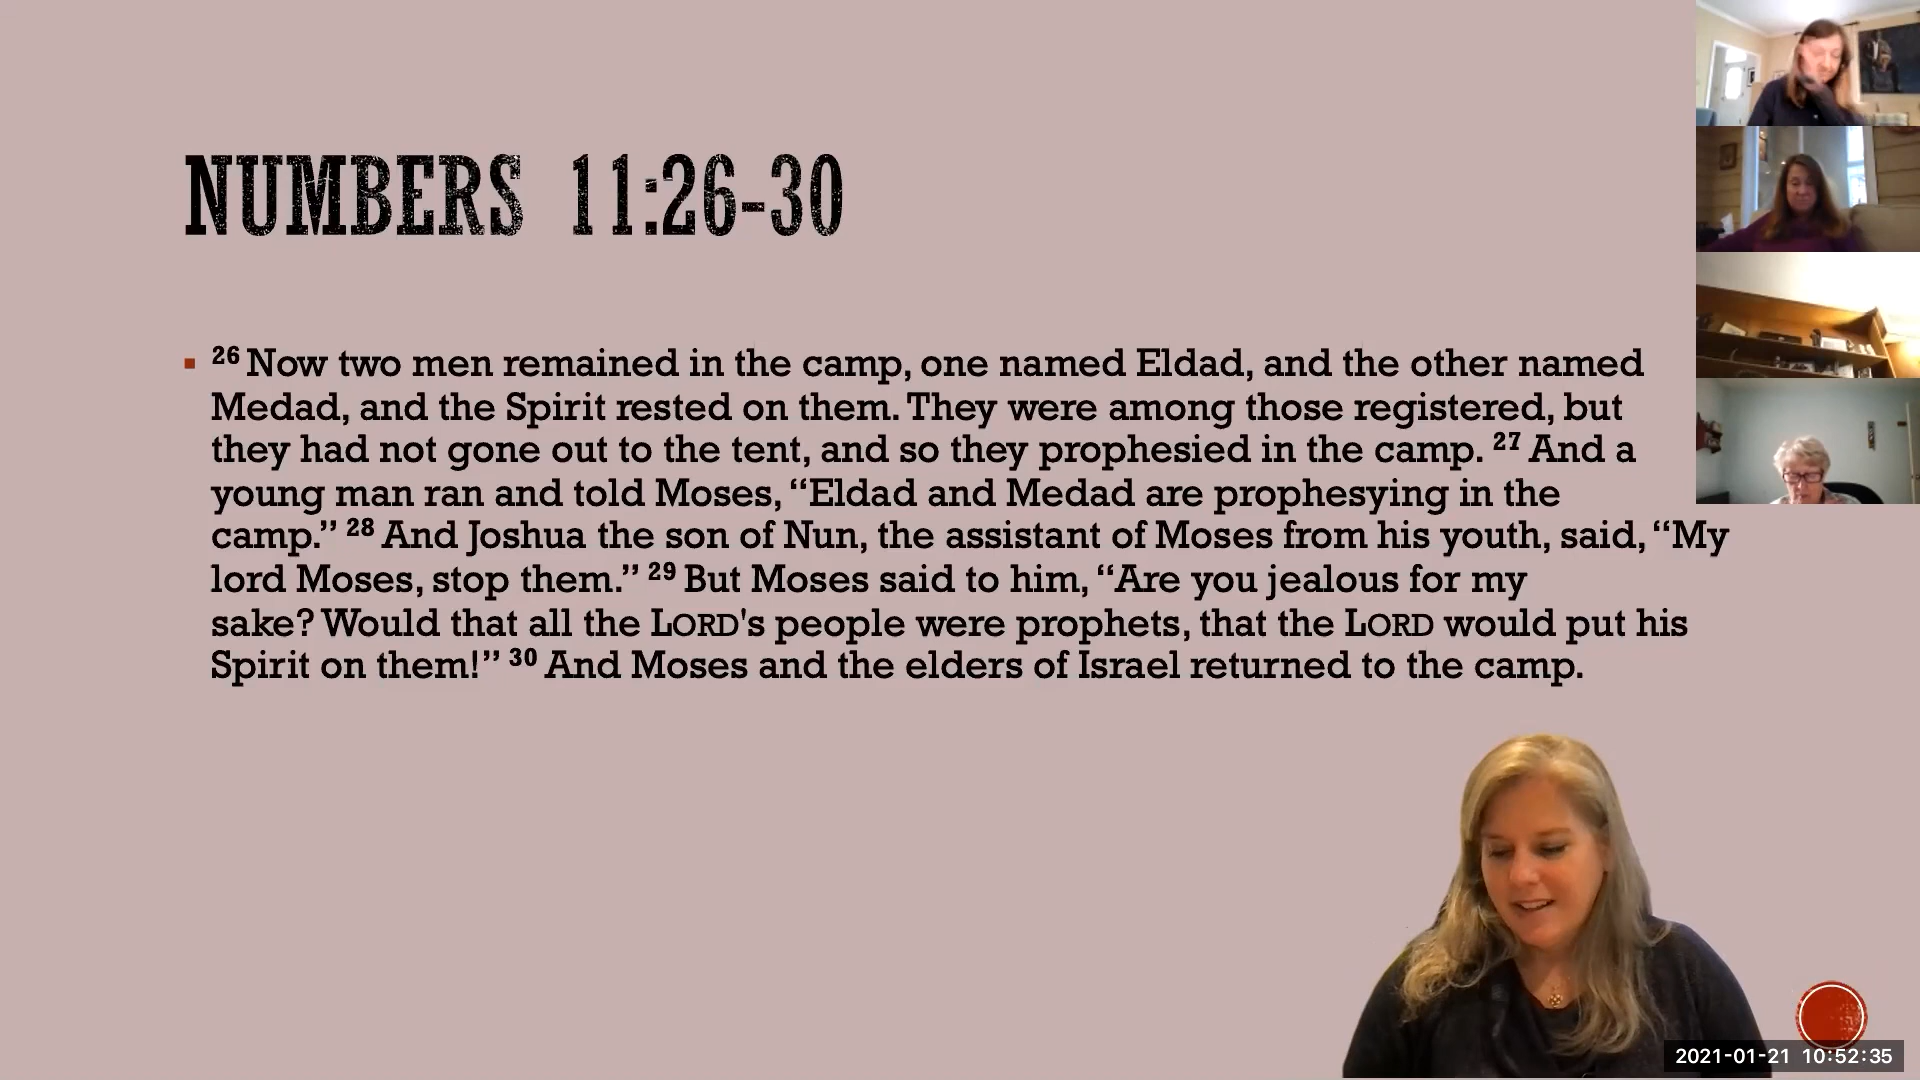 NUMBERS 11:26-30
▪ 26 Now two men remained in the camp, one named Eldad, and the other named
Medad, and the Spirit rested on them. They were among those registered, but
they had not gone out to the tent, and so they prophesied in the camp. 27 And a
young man ran and told Moses, “Eldad and Medad are prophesying in the
camp.” 28 And Joshua the son of Nun, the assistant of Moses from his youth, said, “My
lord Moses, stop them.” 29 But Moses said to him, “Are you jealous for my
sake? Would that all the LORD's people were prophets, that the LORD would put his
Spirit on them!” 30 And Moses and the elders of Israel returned to the camp.
2021-01-21 10:52:35